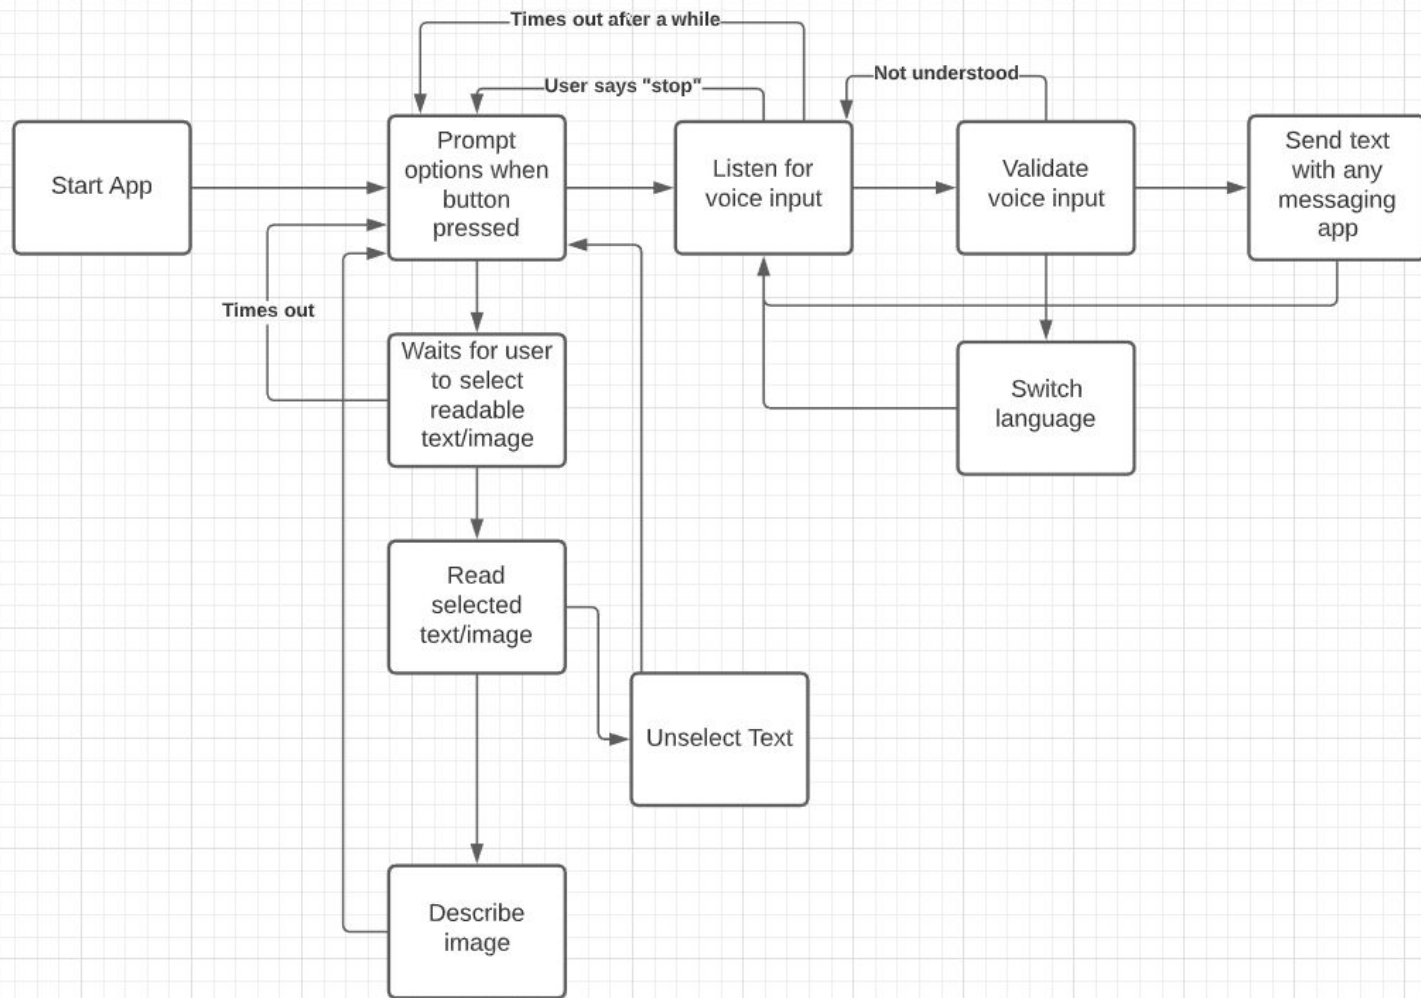 Times out after a while
User says "stop"
Not understood
Start App
Prompt
options when
button
pressed
Listen for
voice input
Validate
voice input
Send text
with any
messaging
app
Times out
Waits for user
to select
readable
text/image
Switch
language
Read
selected
text/image
Unselect Text
Describe
image